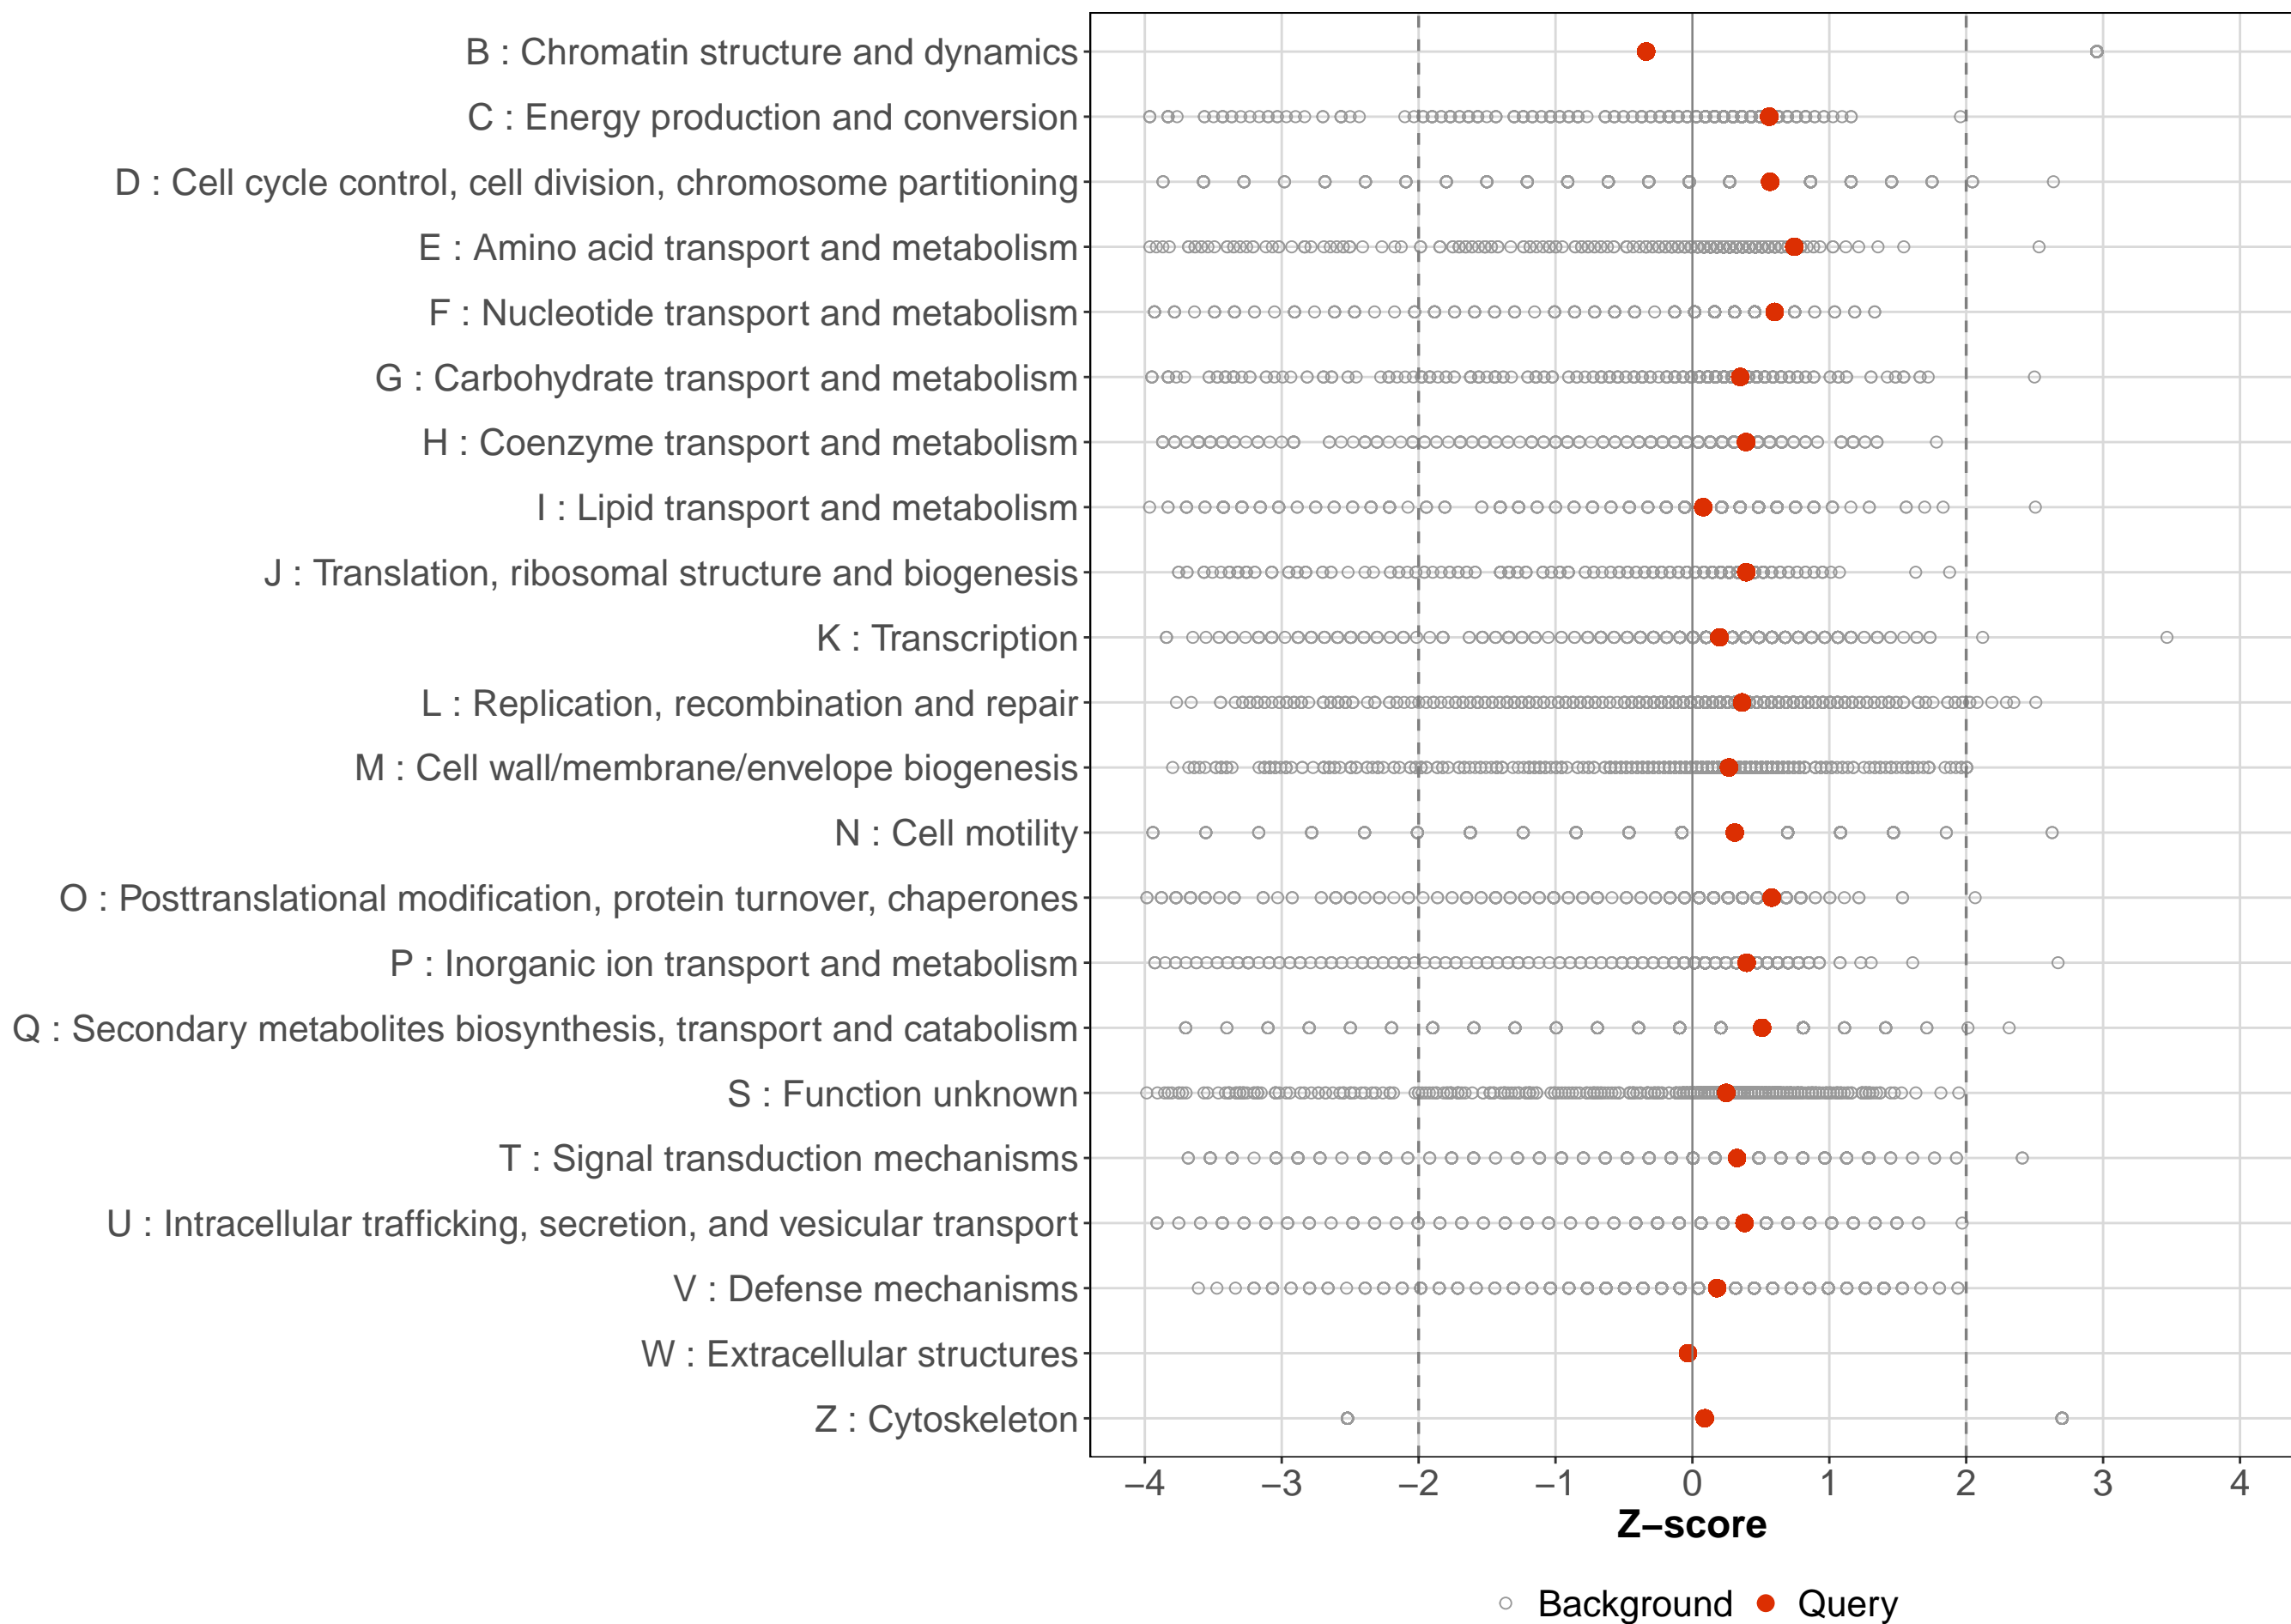 B : Chromatin structure and dynamics
C : Energy production and conversion
D : Cell cycle control, cell division, chromosome partitioning
E : Amino acid transport and metabolism
F : Nucleotide transport and metabolism
G : Carbohydrate transport and metabolism
H : Coenzyme transport and metabolism
I : Lipid transport and metabolism
J : Translation, ribosomal structure and biogenesis
K : Transcription
L : Replication, recombination and repair
M : Cell wall/membrane/envelope biogenesis
N : Cell motility
O : Posttranslational modification, protein turnover, chaperones
P : Inorganic ion transport and metabolism
Q : Secondary metabolites biosynthesis, transport and catabolism
S : Function unknown
T : Signal transduction mechanisms
U : Intracellular trafficking, secretion, and vesicular transport
V : Defense mechanisms
W : Extracellular structures
Z : Cytoskeleton
−4 −3 −2 −1 0 1 2 3 4
Z−score
Background Query